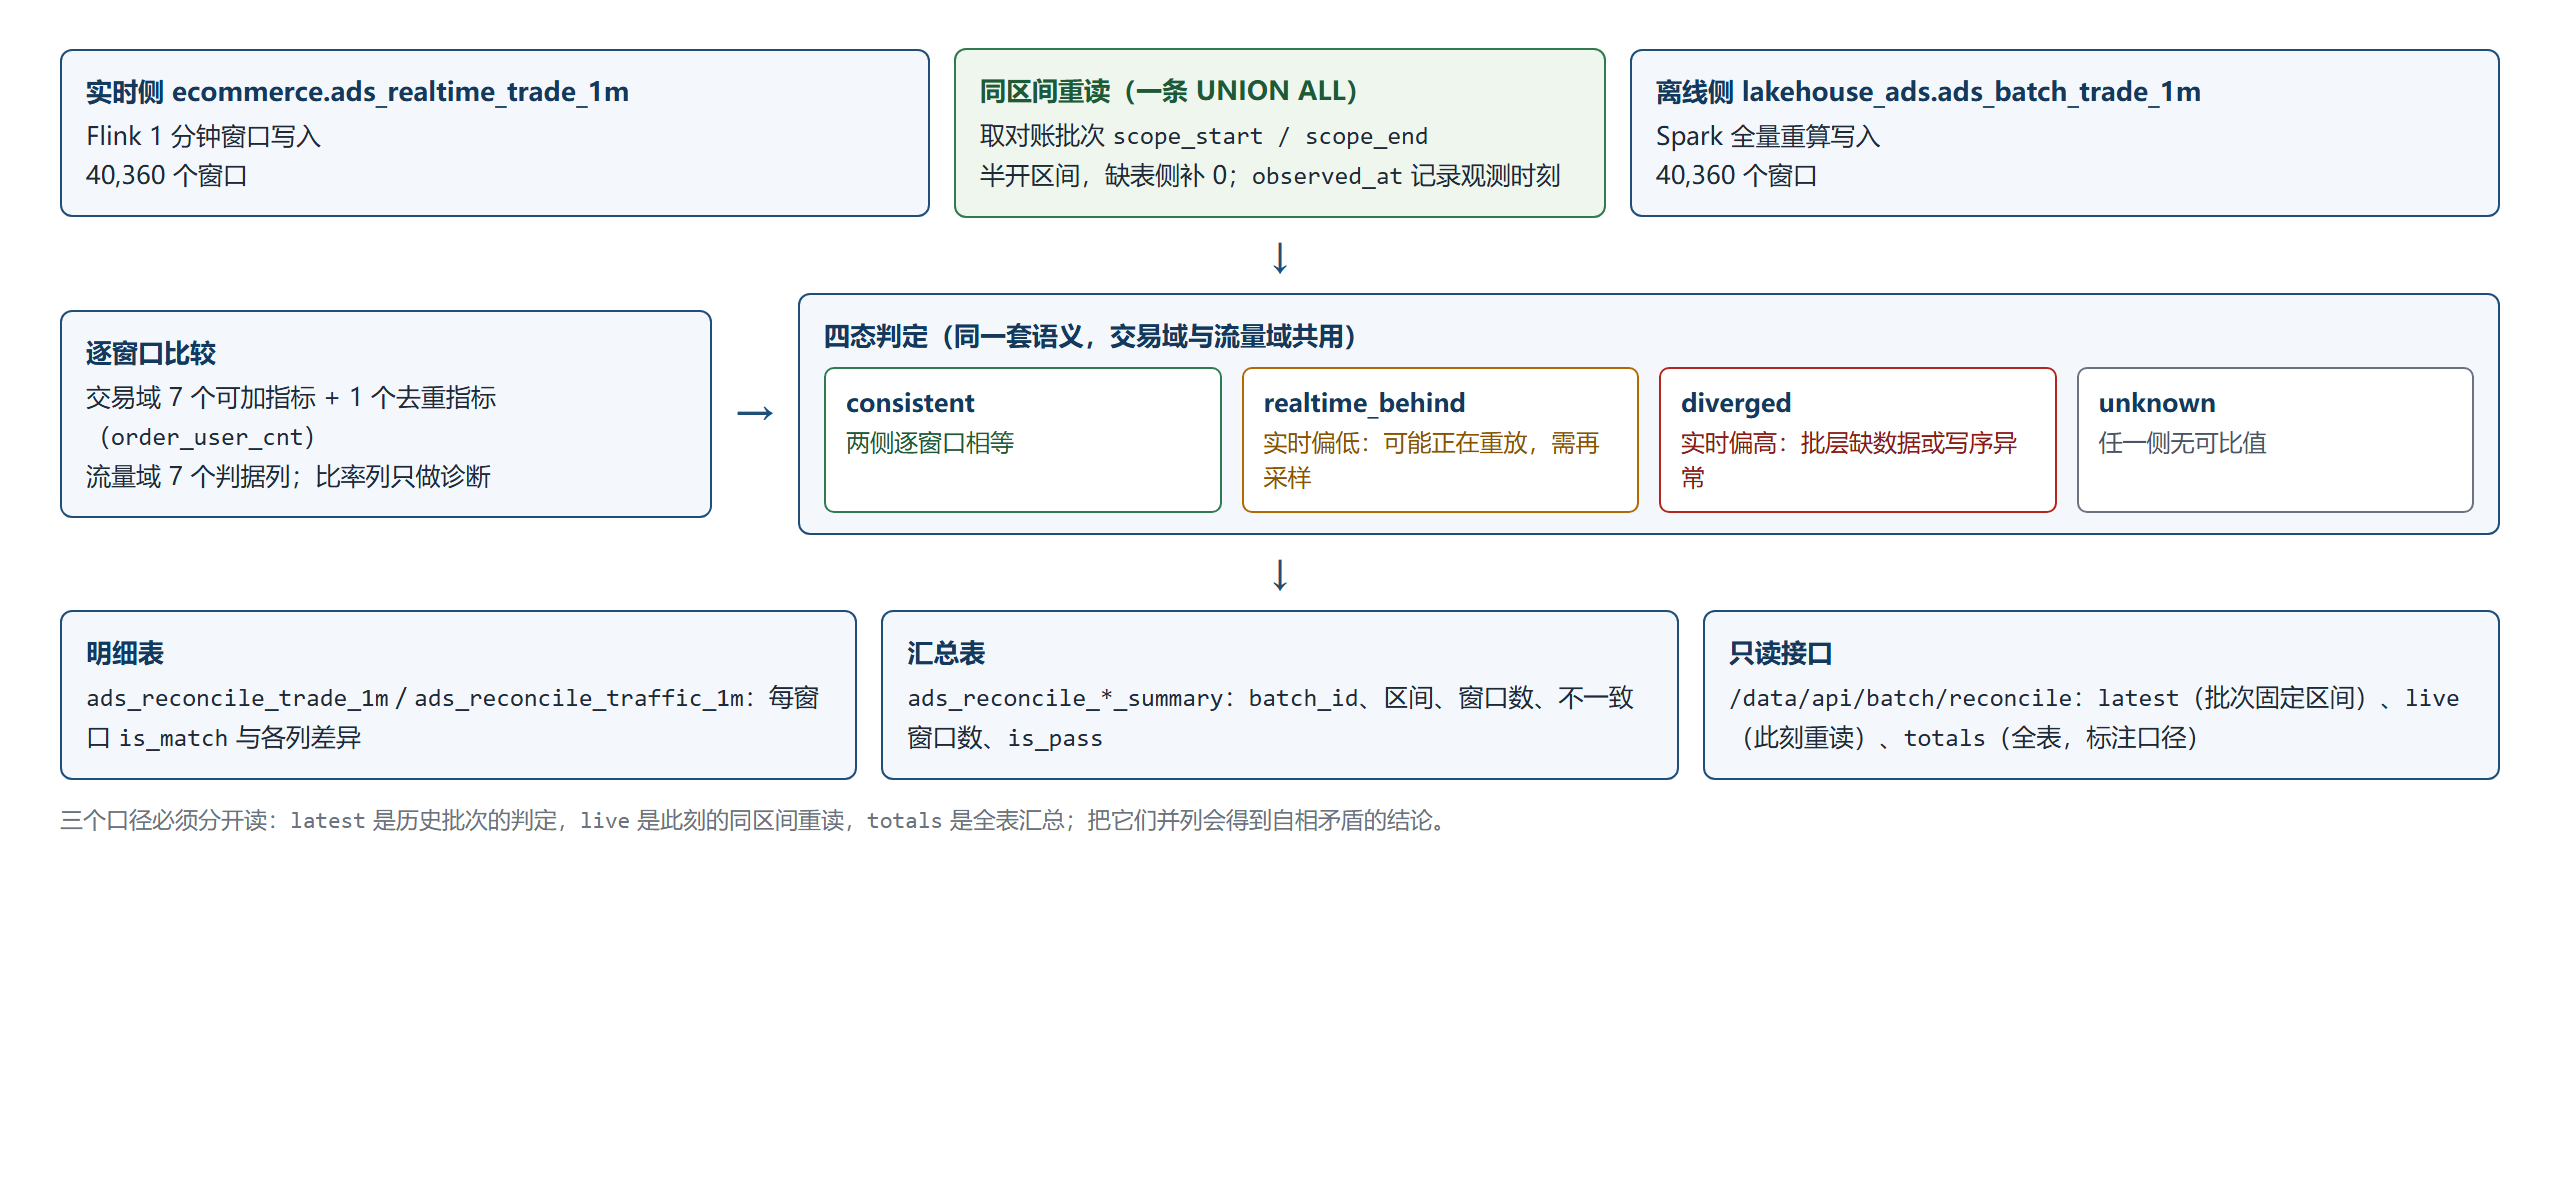 实时侧 ecommerce.ads_realtime_trade_1m
Flink 1 分钟窗口写入
40,360 个窗口
同区间重读（一条 UNION ALL）
取对账批次 scope_start / scope_end
半开区间，缺表侧补 0；observed_at 记录观测时刻
离线侧 lakehouse_ads.ads_batch_trade_1m
Spark 全量重算写入
40,360 个窗口
↓
逐窗口比较
交易域 7 个可加指标 + 1 个去重指标
（order_user_cnt）
流量域 7 个判据列；比率列只做诊断
→
四态判定（同一套语义，交易域与流量域共用）
consistent
两侧逐窗口相等
realtime_behind
实时偏低：可能正在重放，需再
采样
diverged
实时偏高：批层缺数据或写序异
常
unknown
任一侧无可比值
↓
明细表
ads_reconcile_trade_1m / ads_reconcile_traffic_1m：每窗
口 is_match 与各列差异
汇总表
ads_reconcile_*_summary：batch_id、区间、窗口数、不一致
窗口数、is_pass
只读接口
/data/api/batch/reconcile：latest（批次固定区间）、live
（此刻重读）、totals（全表，标注口径）
三个口径必须分开读：latest 是历史批次的判定，live 是此刻的同区间重读，totals 是全表汇总；把它们并列会得到自相矛盾的结论。